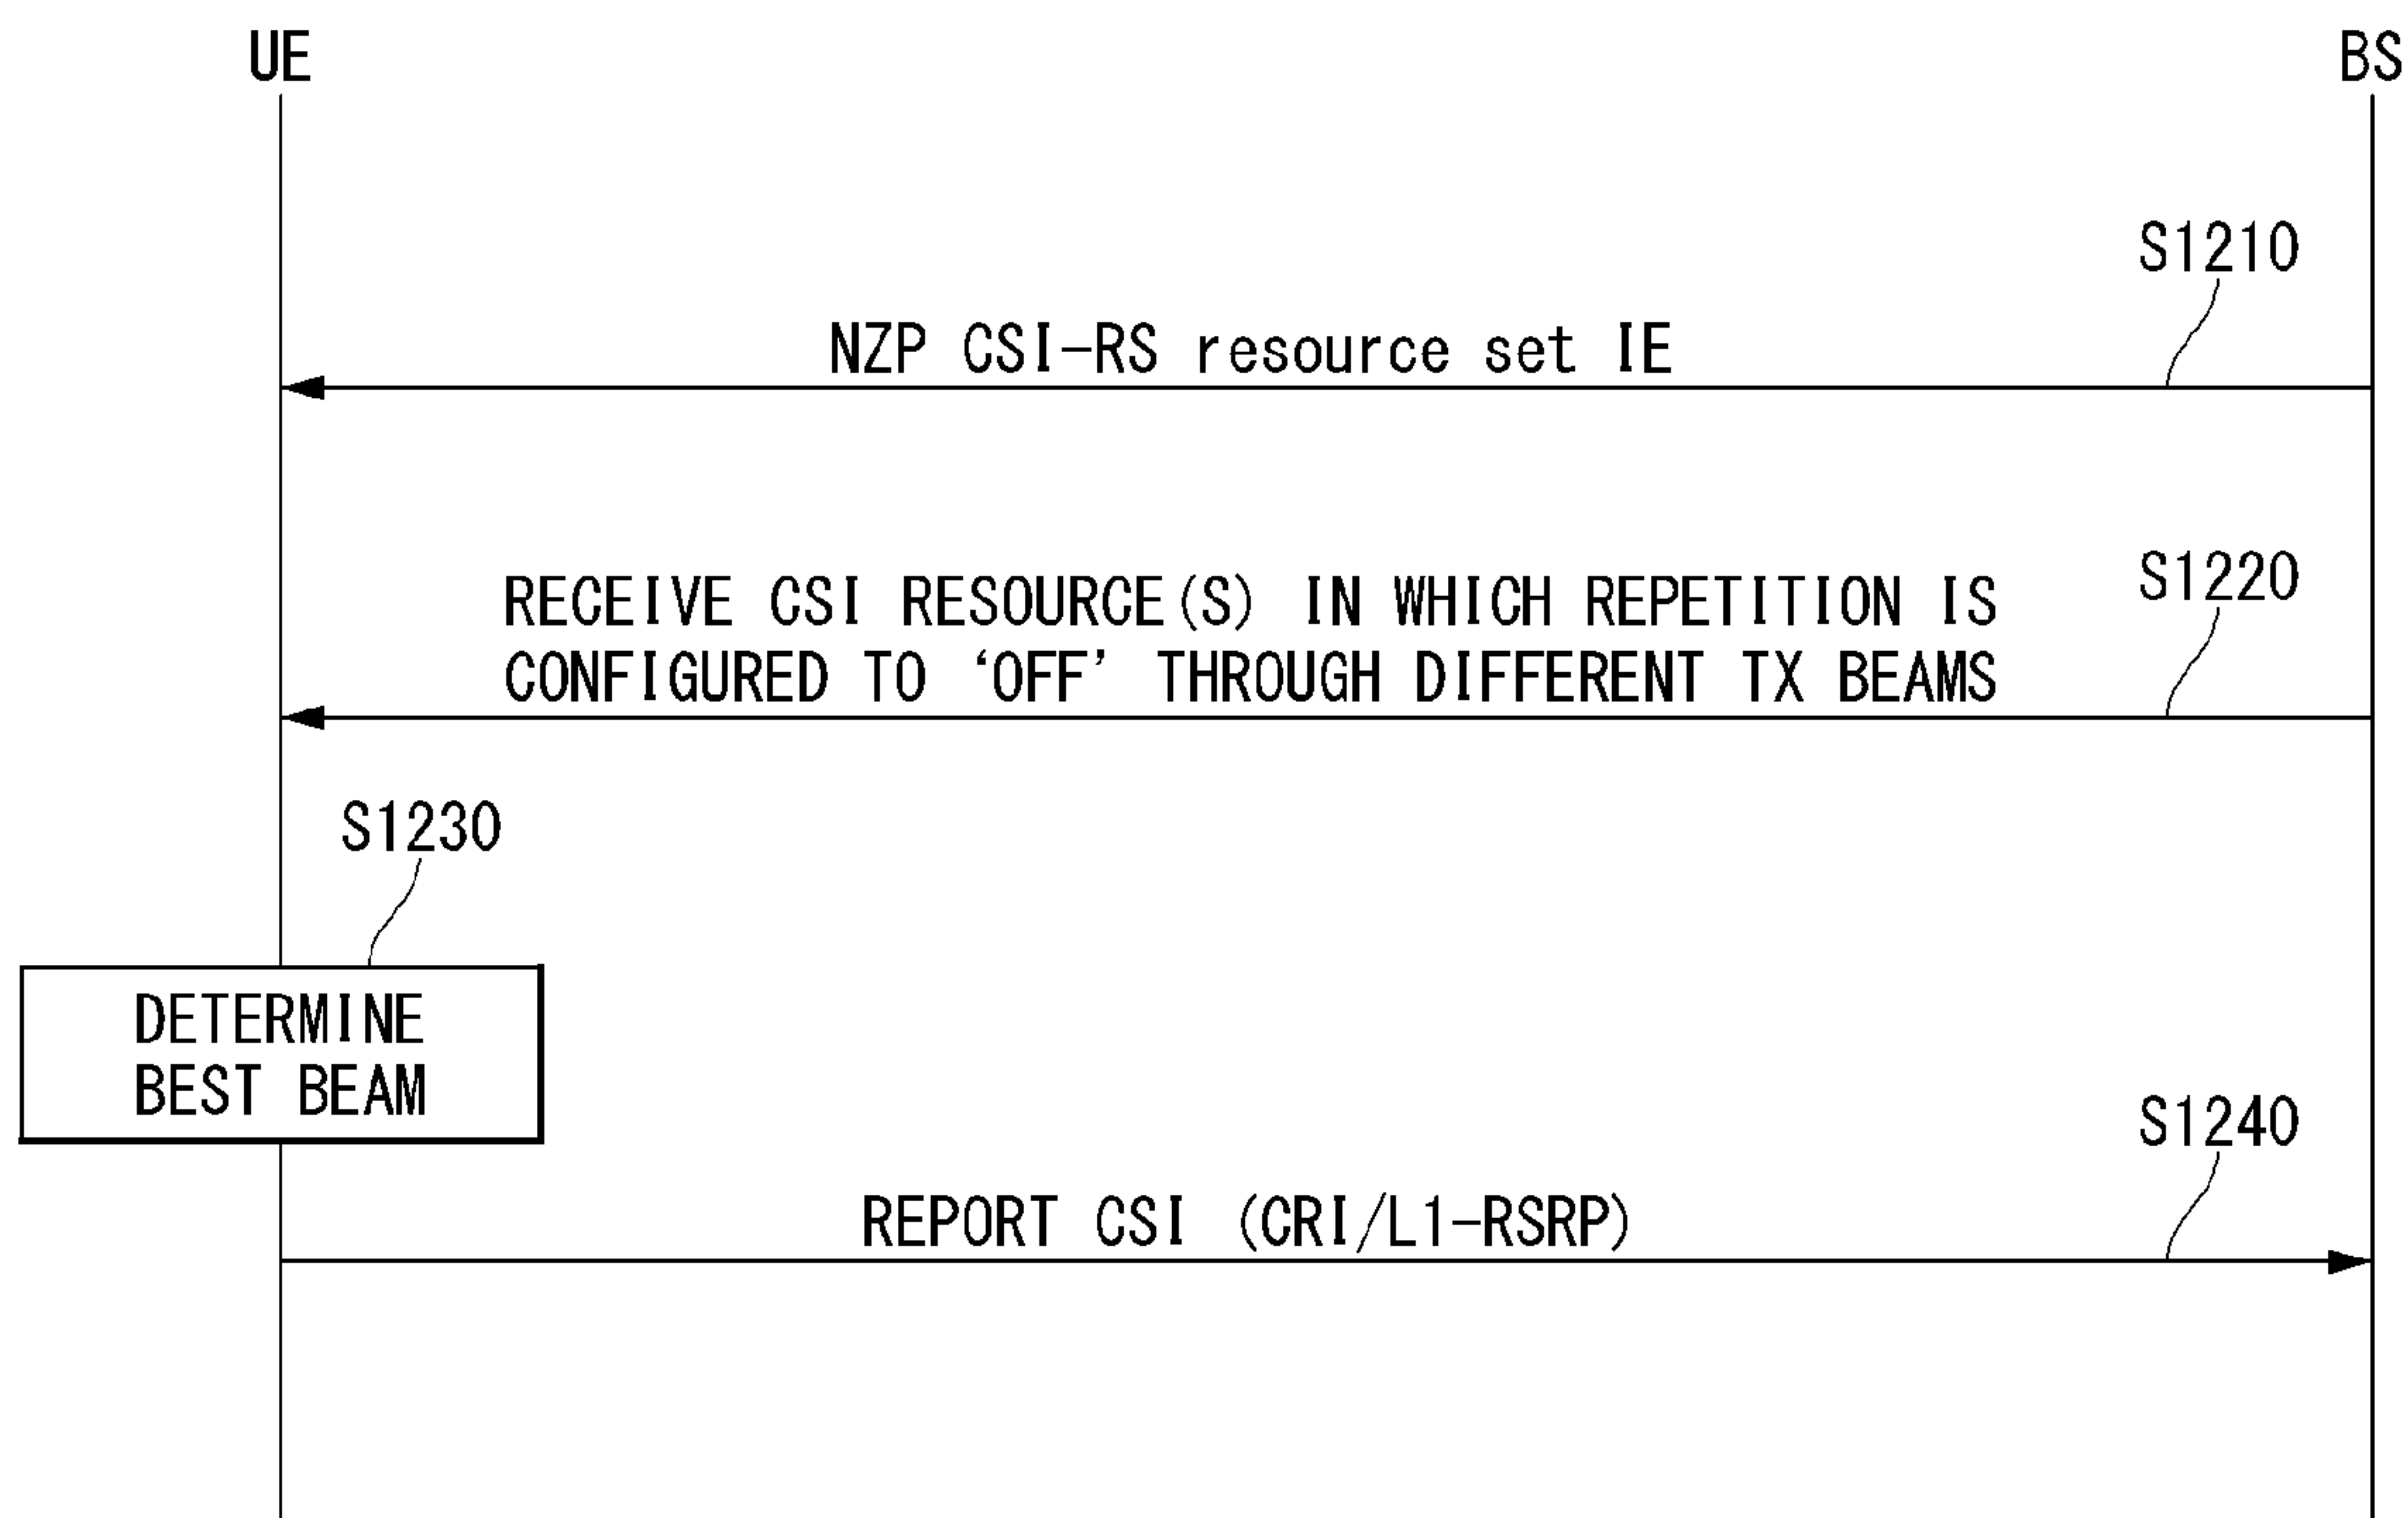 UE
BS
S1210
NZP CSI-RS resource set IE
S1220
RECEIVE CSI RESOURCE(S) IN WHICH REPETITION IS
CONFIGURED TO ‘OFF’ THROUGH DIFFERENT TX BEAMS
S1230
DETERMINE
BEST BEAM
S1240
REPORT CSI (CRI/L1-RSRP)